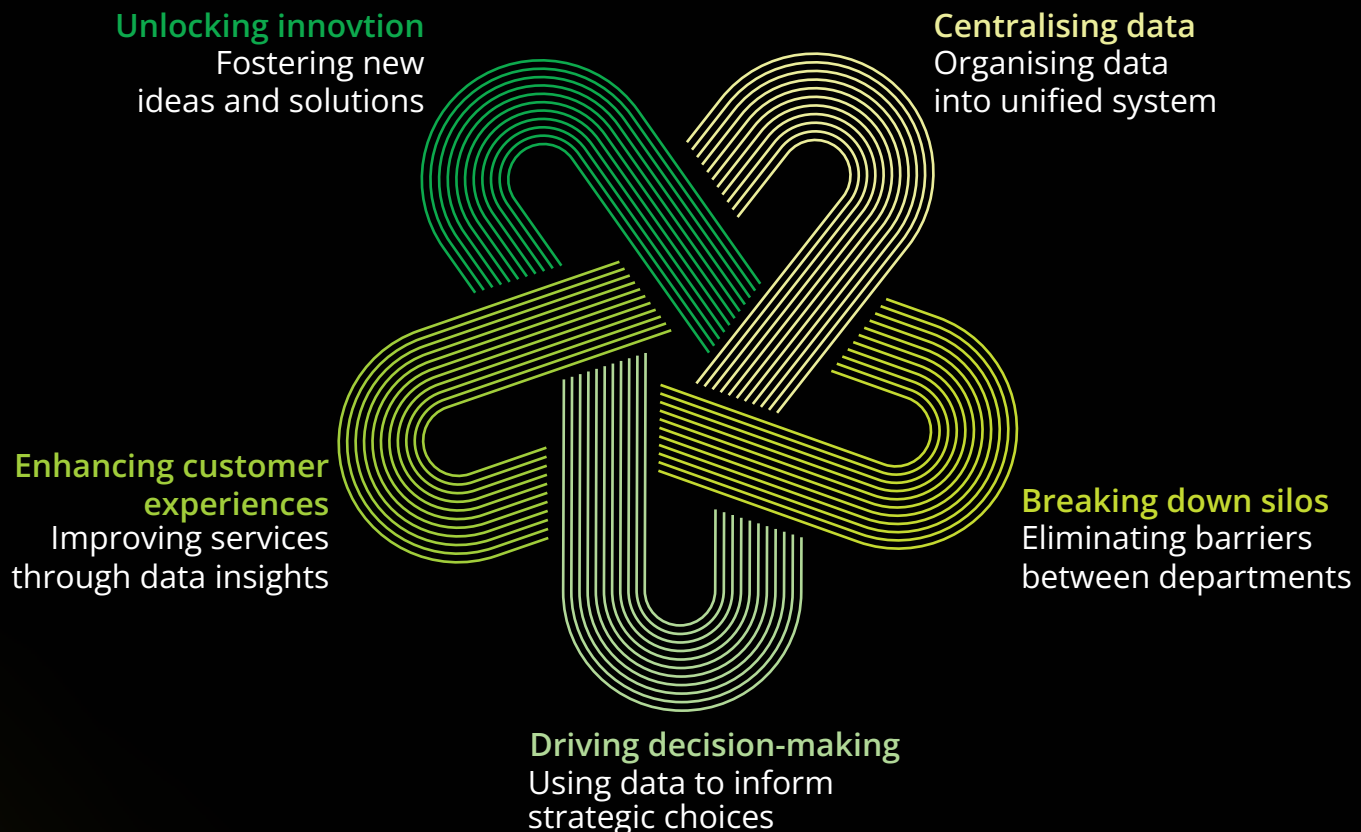 Unlocking innovtion
Fostering new
ideas and solutions
Centralising data
Organising data
into unified system
Enhancing customer
experiences
Improving services
through data insights
Breaking down silos
Eliminating barriers
between departments
Driving decision-making
Using data to inform
strategic choices